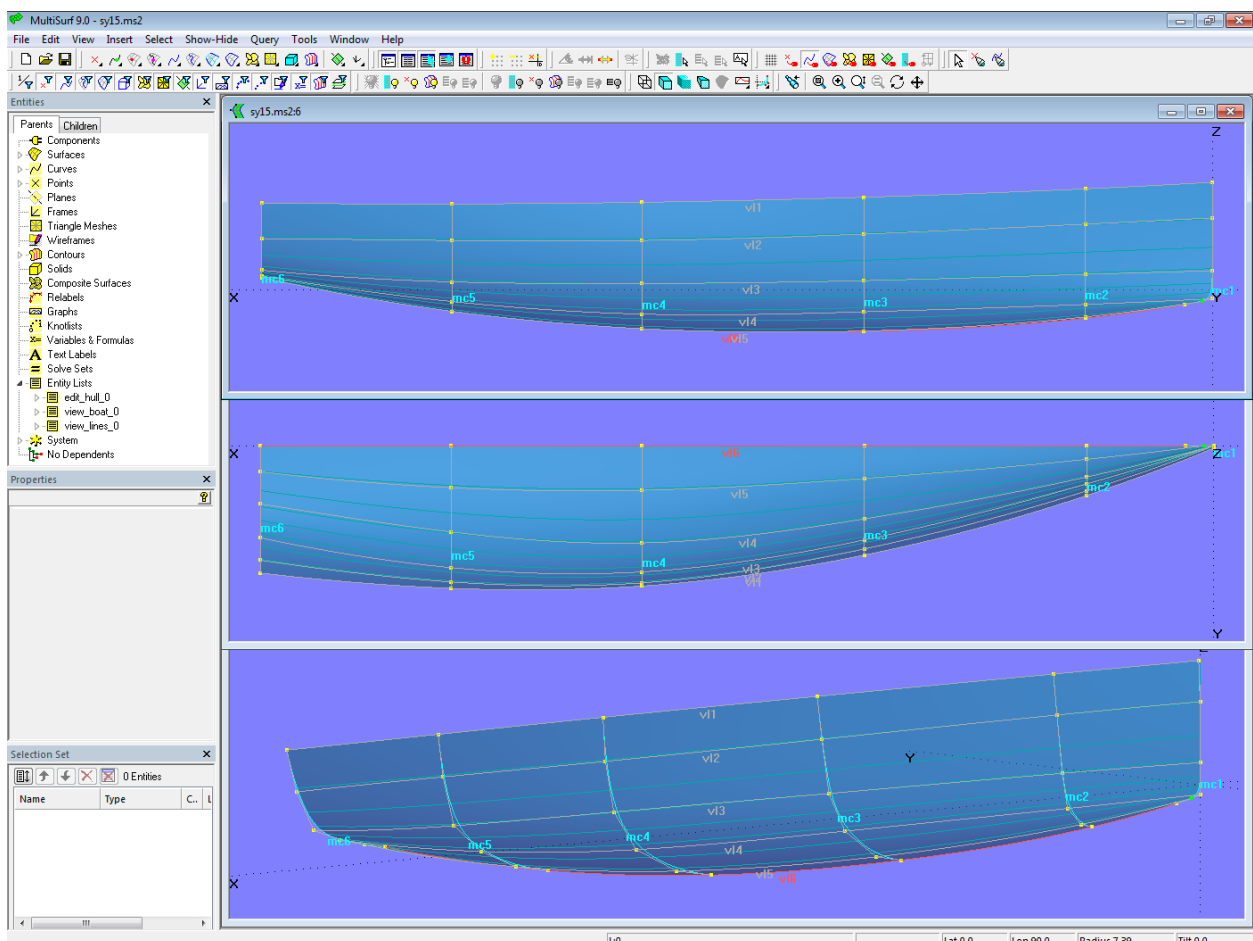 MultiSurf 9.0 - sy15.ms2
File Edit View Insert Select Show-Hide Query Tools Window Help
Entities
Parents Children
Components
Surfaces
Curves
Points
Planes
Frames
Triangle Meshes
Wireframes
Contours
Solids
Composite Surfaces
Relabels
Graphs
Knotlists
Variables & Formulas
Text Labels
Solve Sets
Entity Lists
edit_hull_0
view_boat_0
view_lines_0
System
No Dependents
Properties
Selection Set
0 Entities
Name Type C.. L
sy15.ms2:6
Z
vl1
vl2
mc6 vl3 mc1
X mc5 mc4 mc3 mc2 Y
vl4
vl5
X vl6 Z mc1
vl5 mc2
mc6 vl4 mc3
mc5 mc4 vl3
vl1
Y
vl1
vl2 Y
mc1
vl3 mc3 mc2
mc6 mc5 mc4 vl4
X vl5 vl6
Lat 0.0 Lon 90.0 Radius 7.39 Tilt 0.0